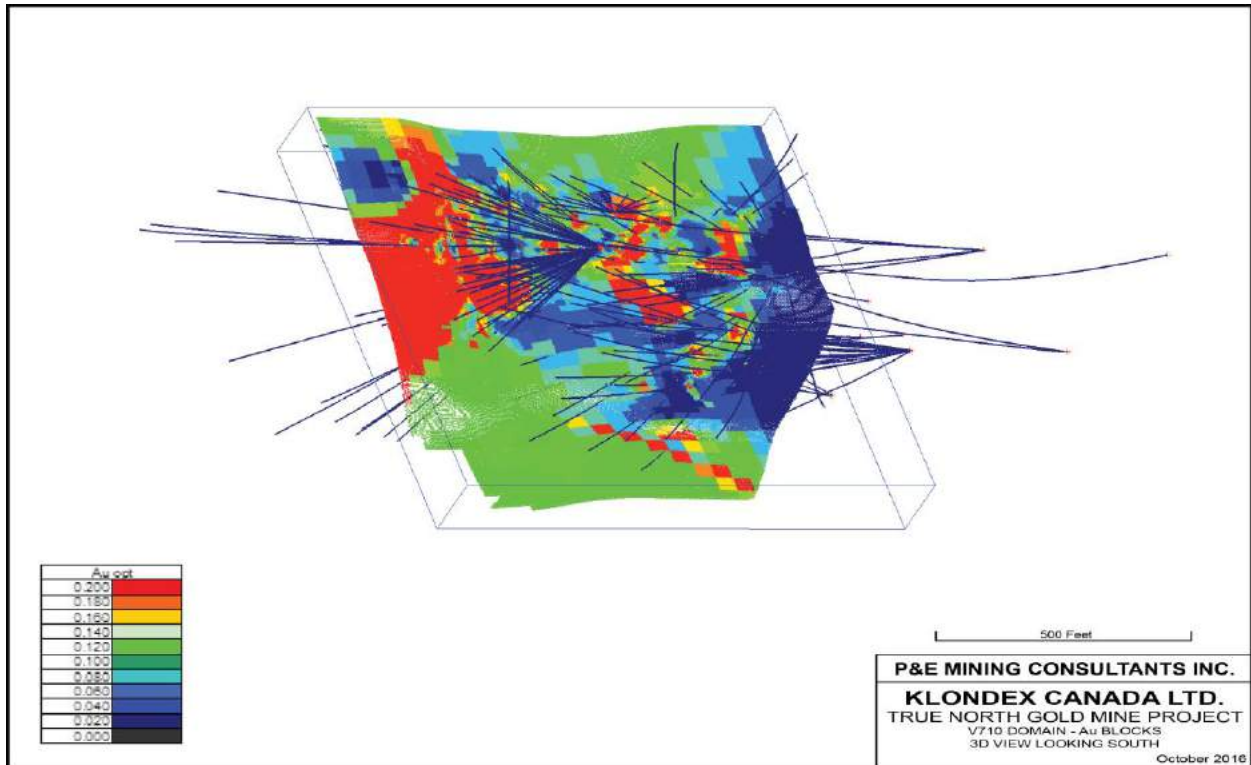 Au opt
0.200
0.180
0.160
0.140
0.120
0.100
0.080
0.060
0.040
0.020
0.000
500 Feet
P&E MINING CONSULTANTS INC.
KLONDEX CANADA LTD.
TRUE NORTH GOLD MINE PROJECT
V710 DOMAIN - Au BLOCKS
3D VIEW LOOKING SOUTH
October 2016